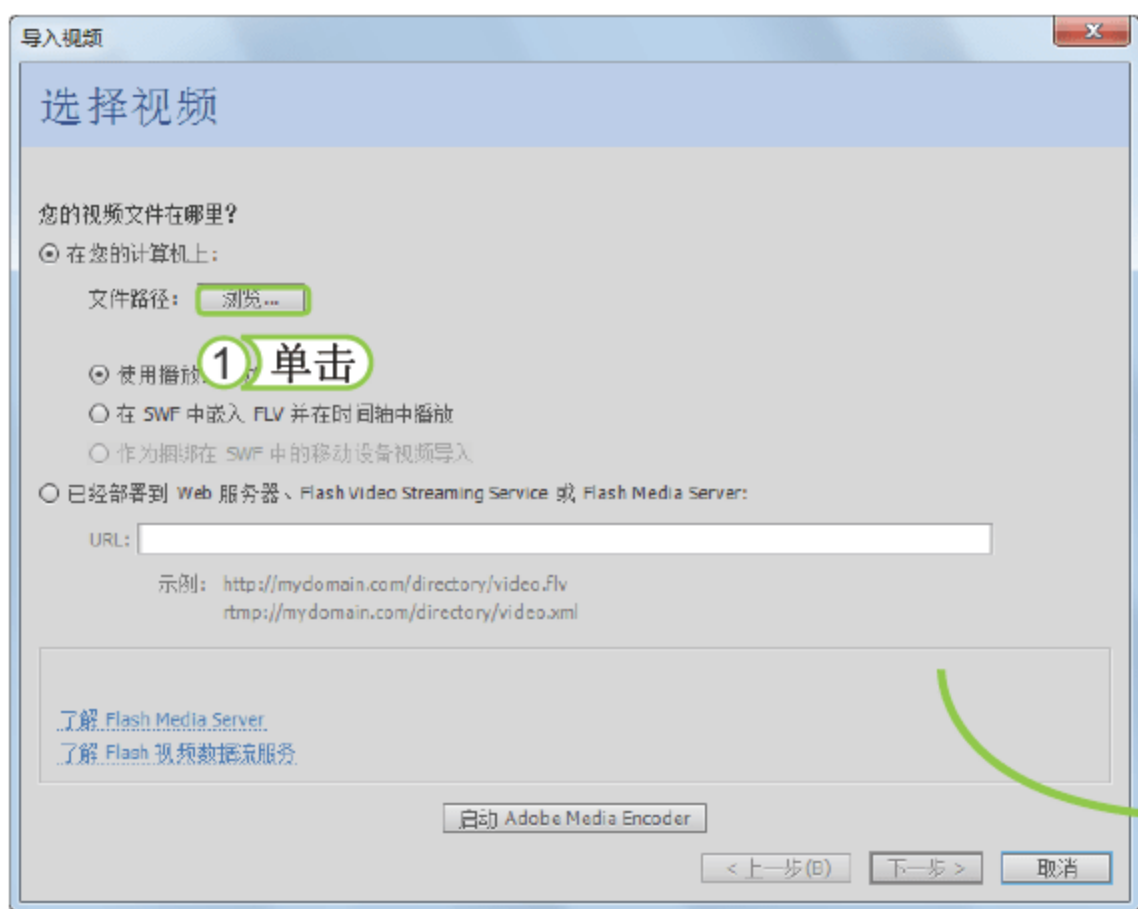 导入视频
选择视频
您的视频文件在哪里?
在您的计算机上:
文件路径: 浏览...
1 单击
使用播放
在 SWF 中嵌入 FLV 并在时间轴中播放
作为捆绑在 SWF 中的移动设备视频导入
已经部署到 Web 服务器、Flash Video Streaming Service 或 Flash Media Server:
URL:
示例: http://mydomain.com/directory/video.flv
rtmp://mydomain.com/directory/video.xml
了解 Flash Media Server
了解 Flash 视频数据流服务
启动 Adobe Media Encoder
< 上一步(B) 下一步 > 取消